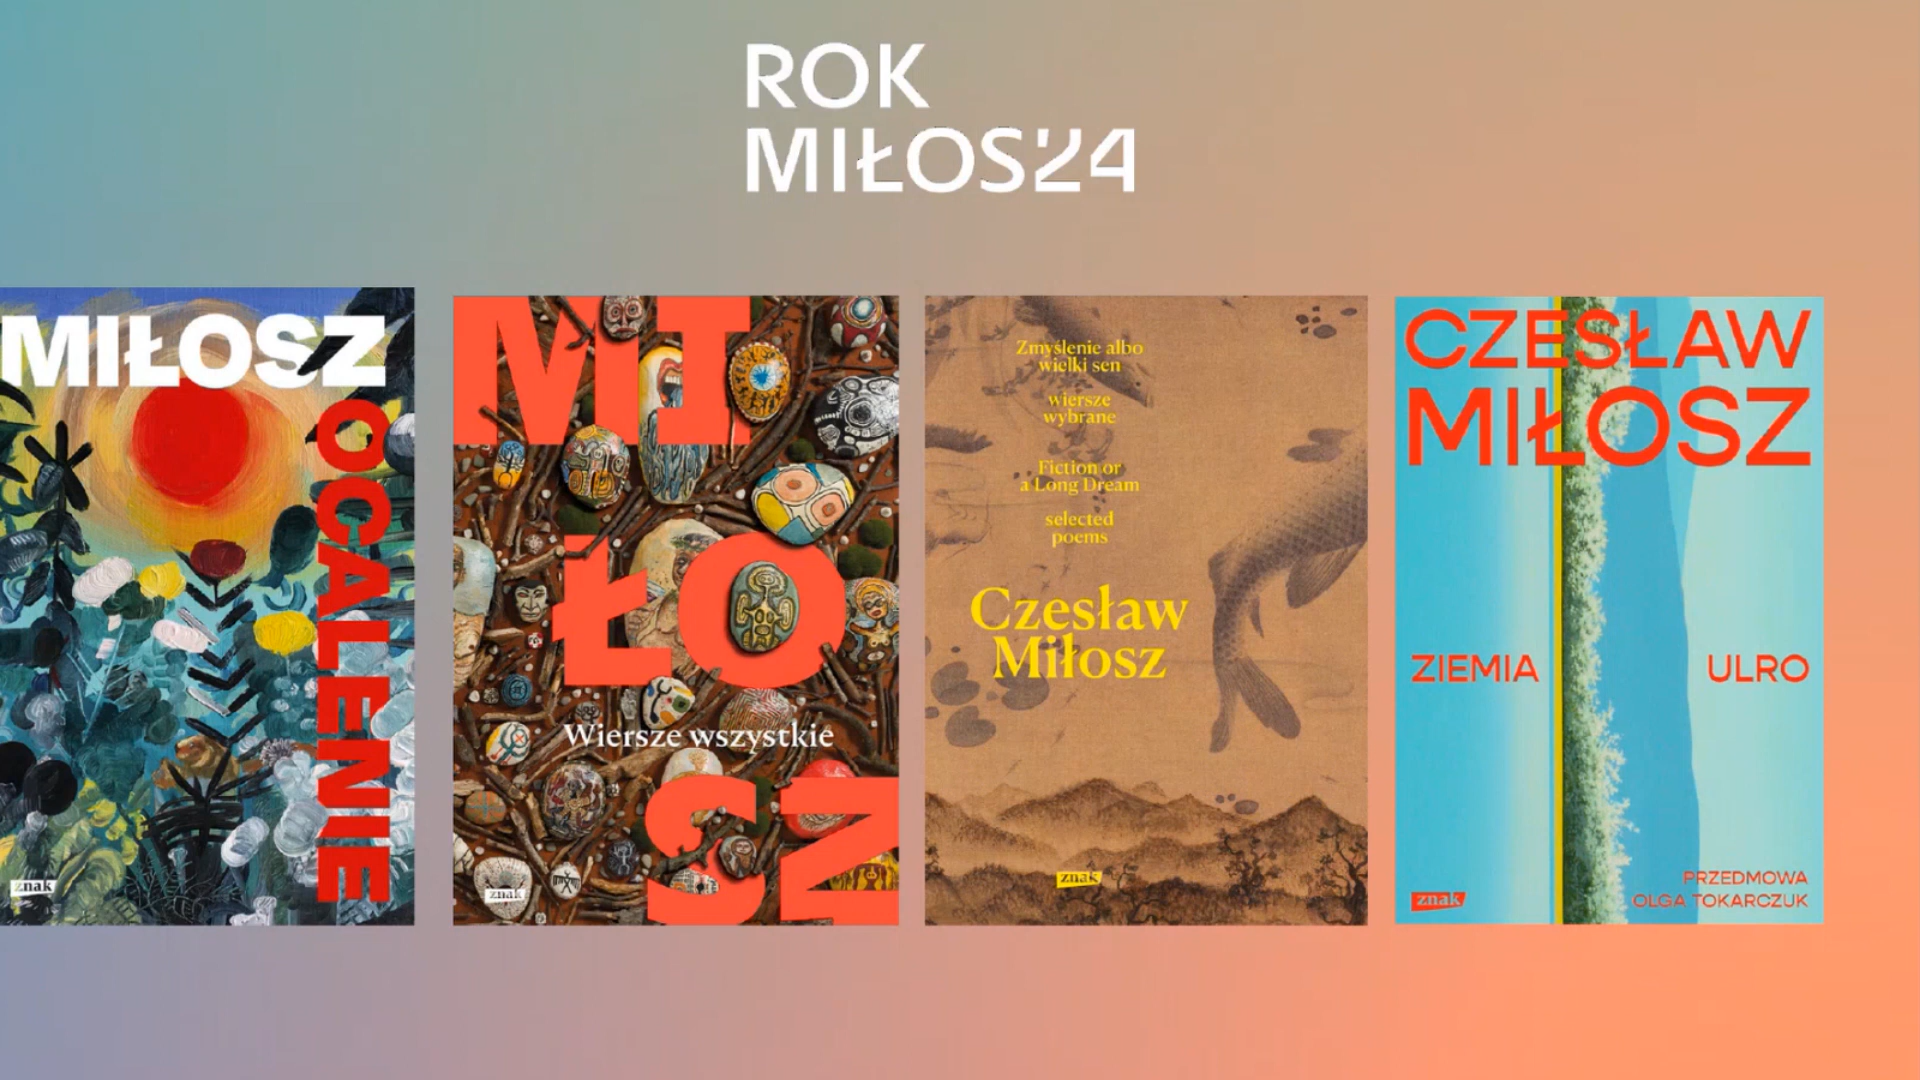 ROK
MIŁOS24
MIŁOSZ
OCALENIE
znak
MI
ŁO
SZ
Wiersze wszystkie
znak
Zmyślenie albo
wielki sen
wiersze
wybrane
Fiction or
a Long Dream
selected
poems
Czesław
Miłosz
znak
CZESŁAW
MIŁOSZ
ZIEMIA
ULRO
PRZEDMOWA
OLGA TOKARCZUK
znak